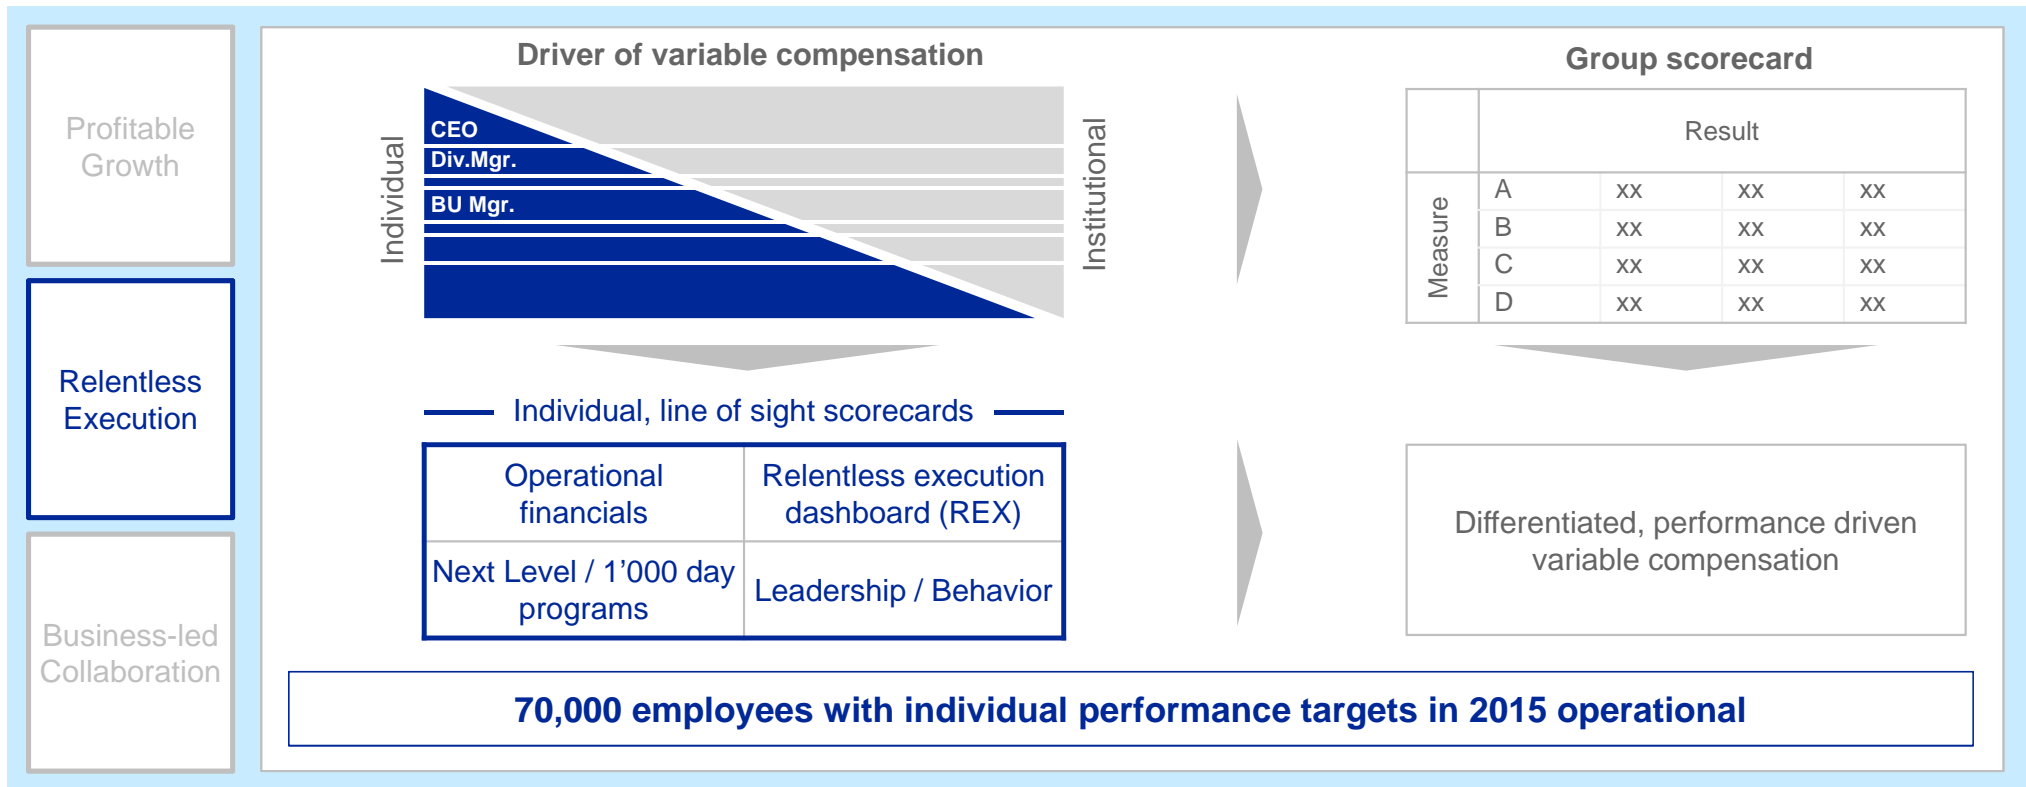 Profitable
Growth
Relentless
Execution
Business-led
Collaboration
Driver of variable compensation
Individual
CEO
Div.Mgr.
BU Mgr.
Institutional
Group scorecard
Result
Measure
A xx xx xx
B xx xx xx
C xx xx xx
D xx xx xx
Individual, line of sight scorecards
Operational
financials
Relentless execution
dashboard (REX)
Next Level / 1’000 day
programs
Leadership / Behavior
Differentiated, performance driven
variable compensation
70,000 employees with individual performance targets in 2015 operational